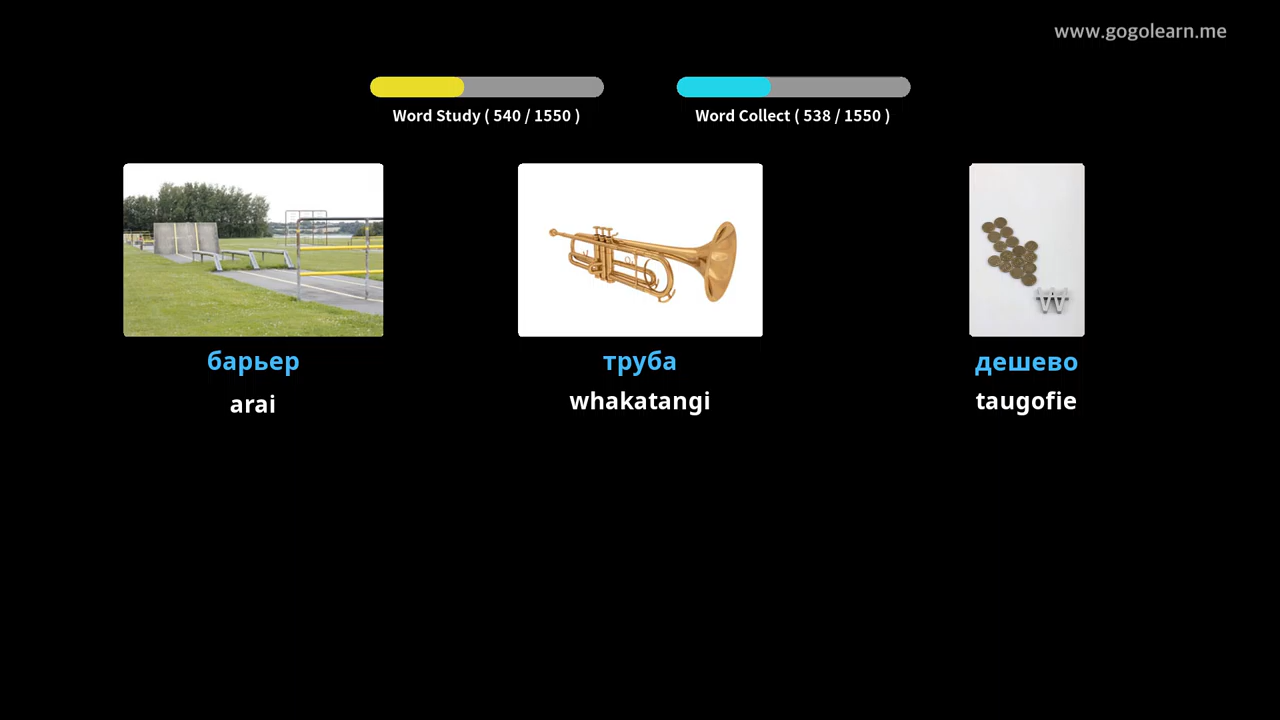 www.gogolearn.me
Word Study ( 540 / 1550 )
Word Collect ( 538 / 1550 )
барьер
труба
дешево
arai
whakatangi
taugofie